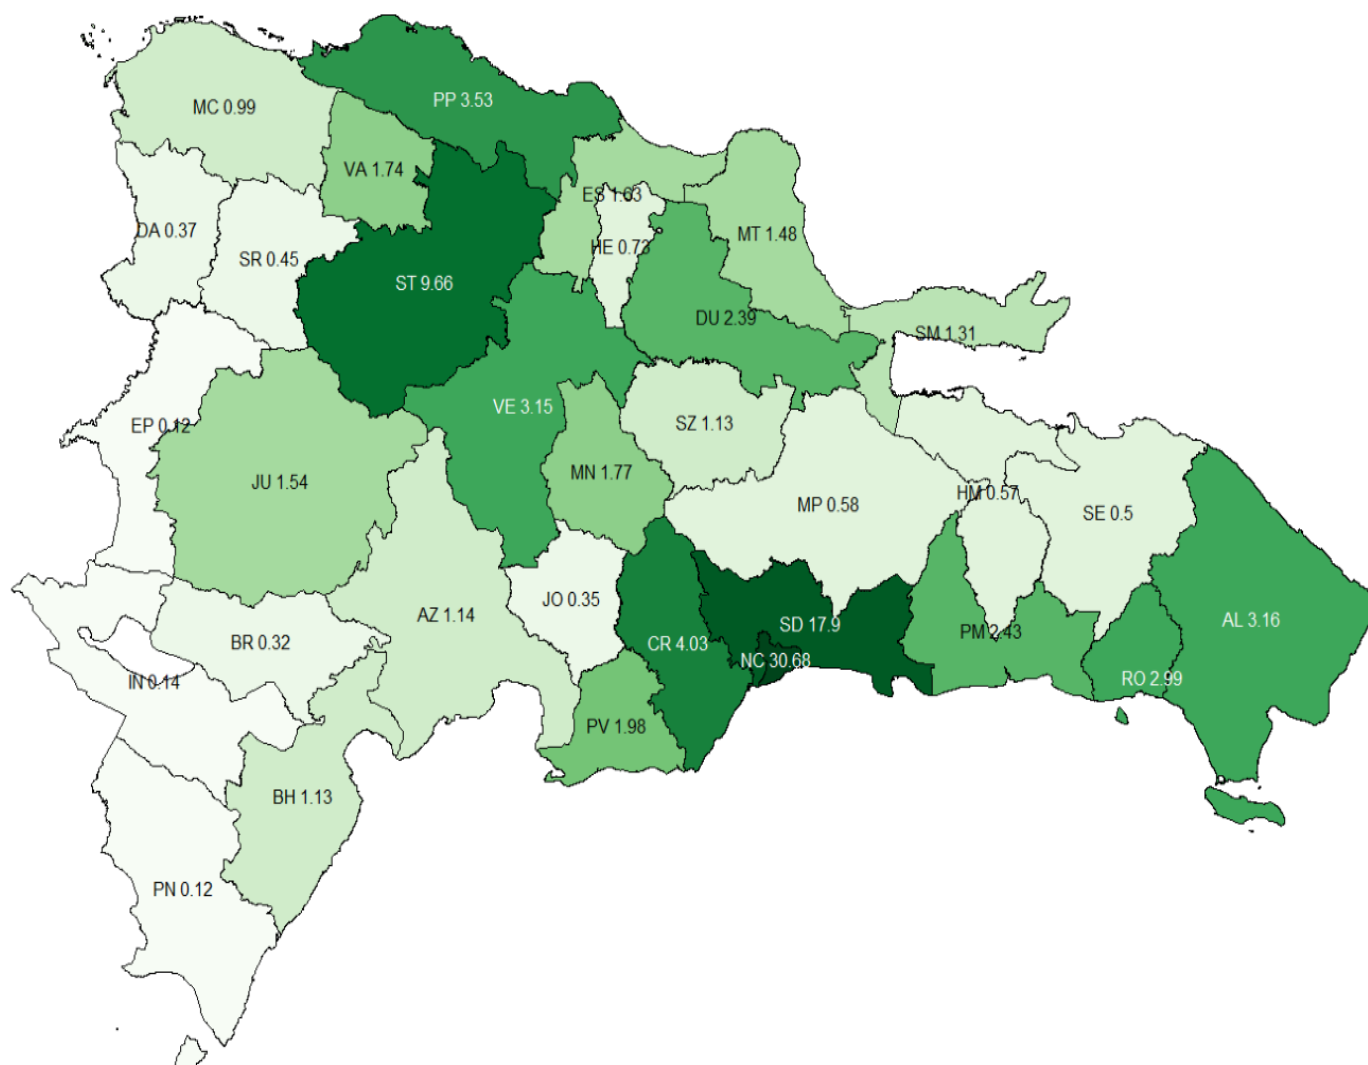 PP 3.53
MC 0.99
VA 1.74
ES 1.63
DA 0.37
MT 1.48
HE 0.73
SR 0.45
ST 9.66
DU 2.39
SM 1.31
VE 3.15
EP 0.12
SZ 1.13
MN 1.77
JU 1.54
HM 0.57
MP 0.58
SE 0.5
JO 0.35
AZ 1.14
SD 17.9
AL 3.16
PM 2.43
BR 0.32
CR 4.03
NC 30.68
IN 0.14
RO 2.99
PV 1.98
BH 1.13
PN 0.12